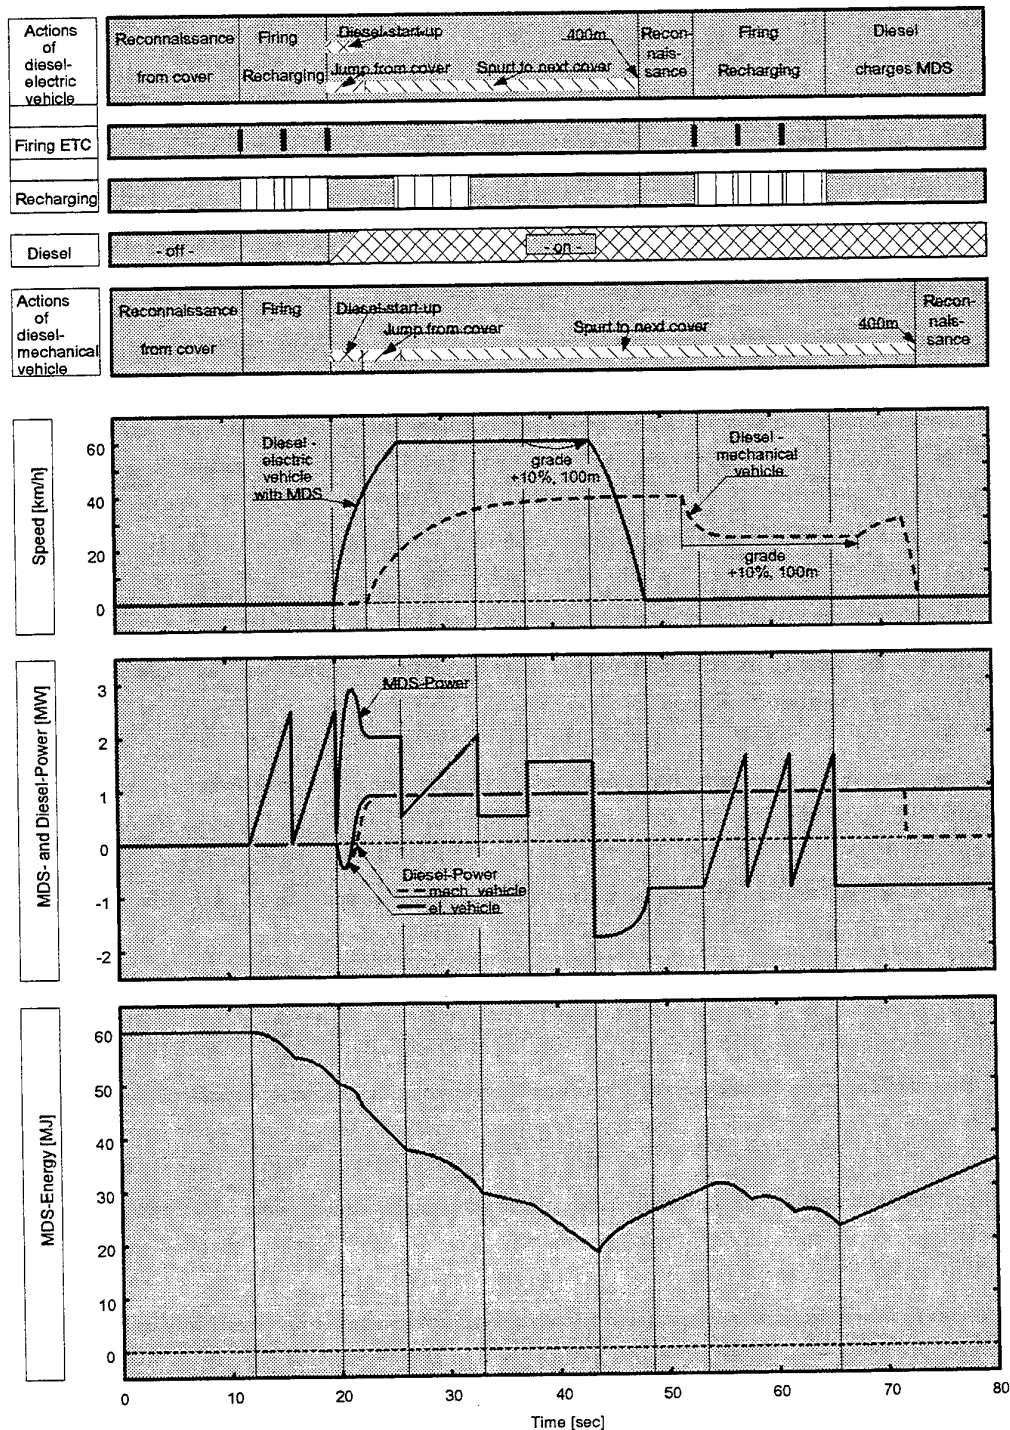 Actions
of
diesel-
electric
vehicle
Reconnaissance
from cover
Firing
Recharging
Diesel-start-up
Jump from cover
Spurt to next cover
400m
Recon-
nais-
sance
Firing
Recharging
Diesel
charges MDS
Firing ETC
Recharging
Diesel
- off -
- on -
Actions
of
diesel-
mechanical
vehicle
Reconnaissance
from cover
Firing
Diesel-start-up
Jump from cover
Spurt to next cover
400m
Recon-
nais-
sance
Speed [km/h]
60
40
20
0
Diesel -
electric
vehicle
with MDS
grade
+10%, 100m
Diesel -
mechanical
vehicle
grade
+10%, 100m
MDS- and Diesel-Power [MW]
3
2
1
0
-1
-2
MDS-Power
Diesel-Power
mech. vehicle
el. vehicle
MDS-Energy [MJ]
60
50
40
30
20
10
0
0 10 20 30 40 50 60 70 80
Time [sec]